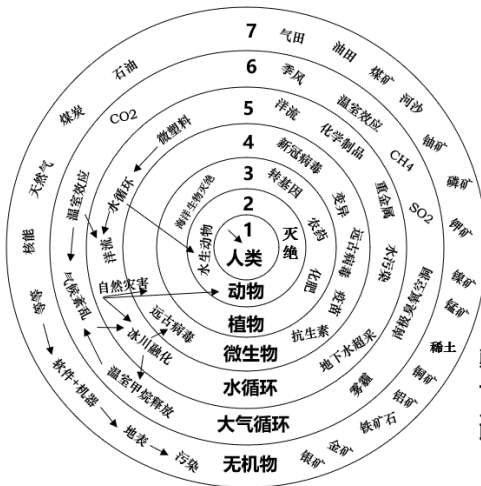 7
气田
油田
煤矿
河沙
铀矿
磷矿
钾矿
镍矿
锰矿
稀土
铜矿
铝矿
铁矿石
金矿
银矿
无机物
污染
地表
软件+机器
等等
核能
天然气
煤炭
石油
6
季风
温室效应
CH4
SO2
南极臭氧空洞
雾霾
大气循环
温室甲烷释放
气候紊乱
温室效应
CO2
5
洋流
化学制品
重金属
水污染
地下水超采
水循环
冰川融化
洋流
水循环
微塑料
4
新冠病毒
变异
远古病毒
疫苗
抗生素
微生物
远古病毒
自然灾害
海洋生物灭绝
3
转基因
农药
化肥
植物
2
灭绝
动物
水生动物
1
人类